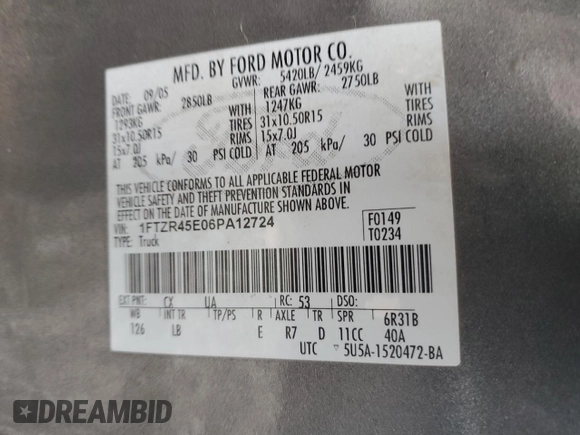 MFD. BY FORD MOTOR CO.
DATE: 09/05 GVWR: 5420LB/ 2459KG
FRONT GAWR: 2850LB REAR GAWR: 2750LB
1293KG 1247KG
31x10.50R15 TIRES 31x10.50R15 TIRES
15x7.0J RIMS 15x7.0J RIMS
AT 205 kPa/ 30 PSI COLD AT 205 kPa/ 30 PSI COLD
THIS VEHICLE CONFORMS TO ALL APPLICABLE FEDERAL MOTOR
VEHICLE SAFETY AND THEFT PREVENTION STANDARDS IN
EFFECT ON THE DATE OF MANUFACTURE SHOWN ABOVE.
VIN: 1FTZR45E06PA12724 F0149
TYPE: Truck T0234
EXT PNT: CX UA RC: 53 DSO:
WB INT TR TP/PS R AXLE TR SPR 6R31B
126 LB E R7 D 11CC 40A
UTC ▽5U5A-1520472-BA
DREAMBID